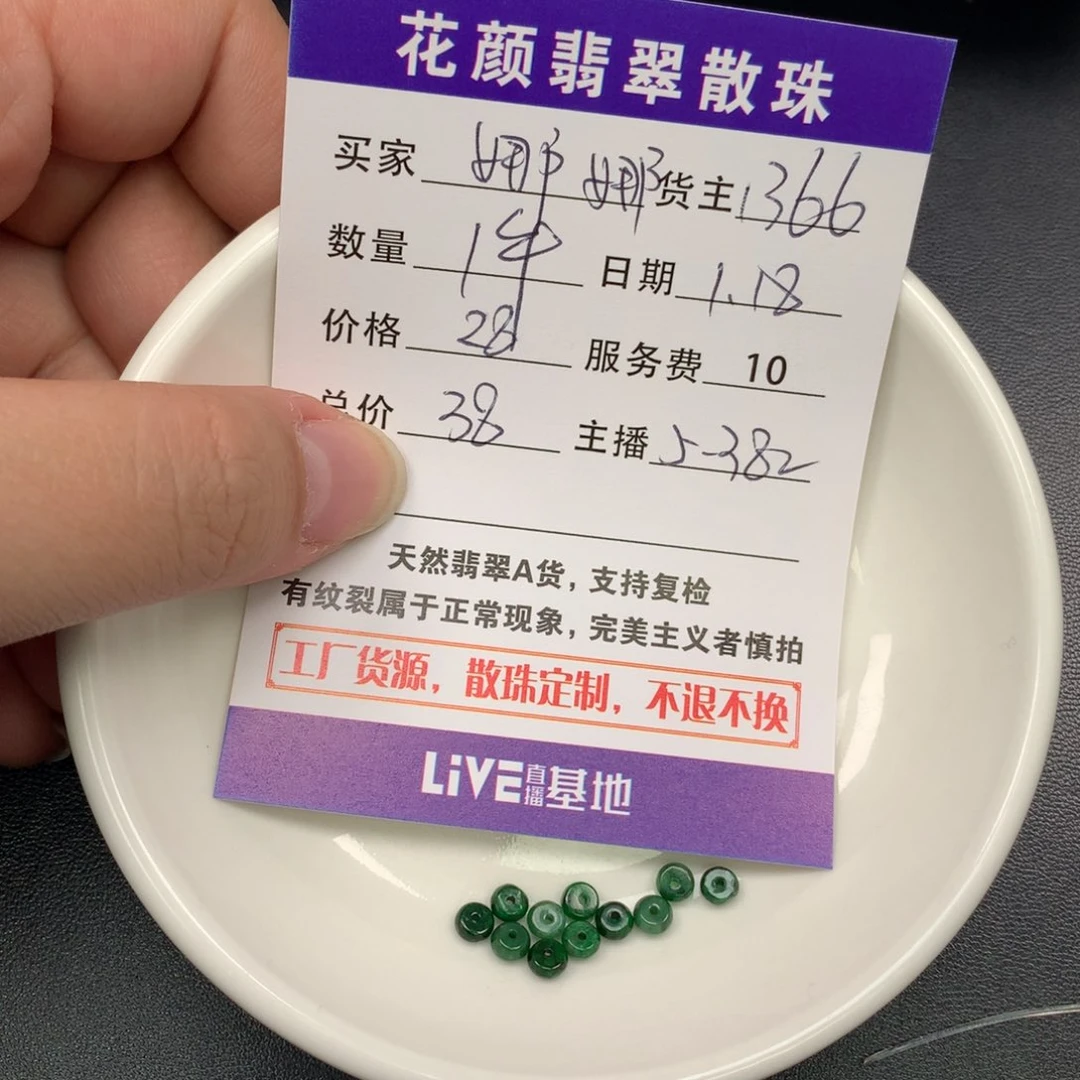 花颜翡翠散珠
买家 娜娜 货主 1366
数量 1件 日期 1.18
价格 28 服务费 10
总价 38 主播 5-382
天然翡翠A货，支持复检
有纹裂属于正常现象，完美主义者慎拍
工厂货源，散珠定制，不退不换
LiVE直播基地